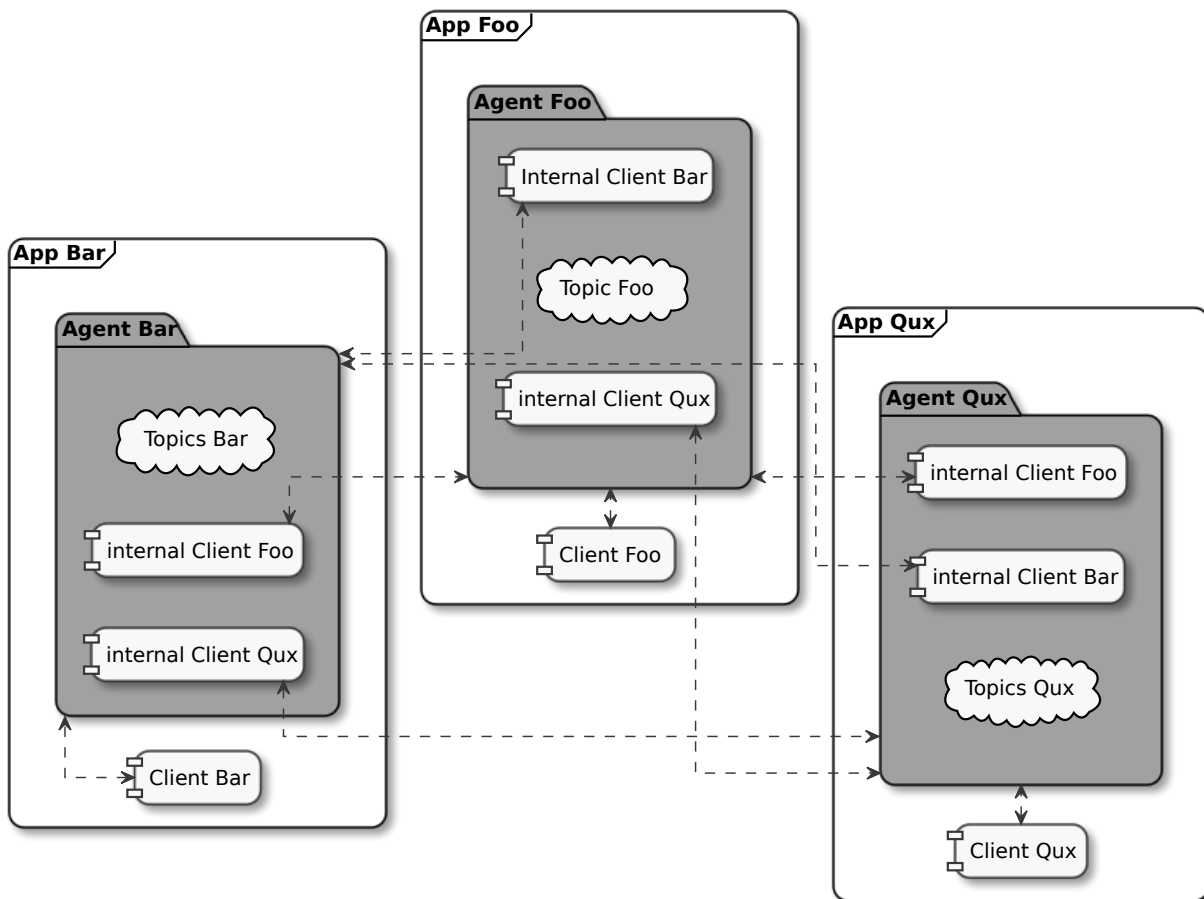 App Foo
Agent Foo
Internal Client Bar
Topic Foo
internal Client Qux
Client Foo
App Bar
Agent Bar
Topics Bar
internal Client Foo
internal Client Qux
Client Bar
App Qux
Agent Qux
internal Client Foo
internal Client Bar
Topics Qux
Client Qux